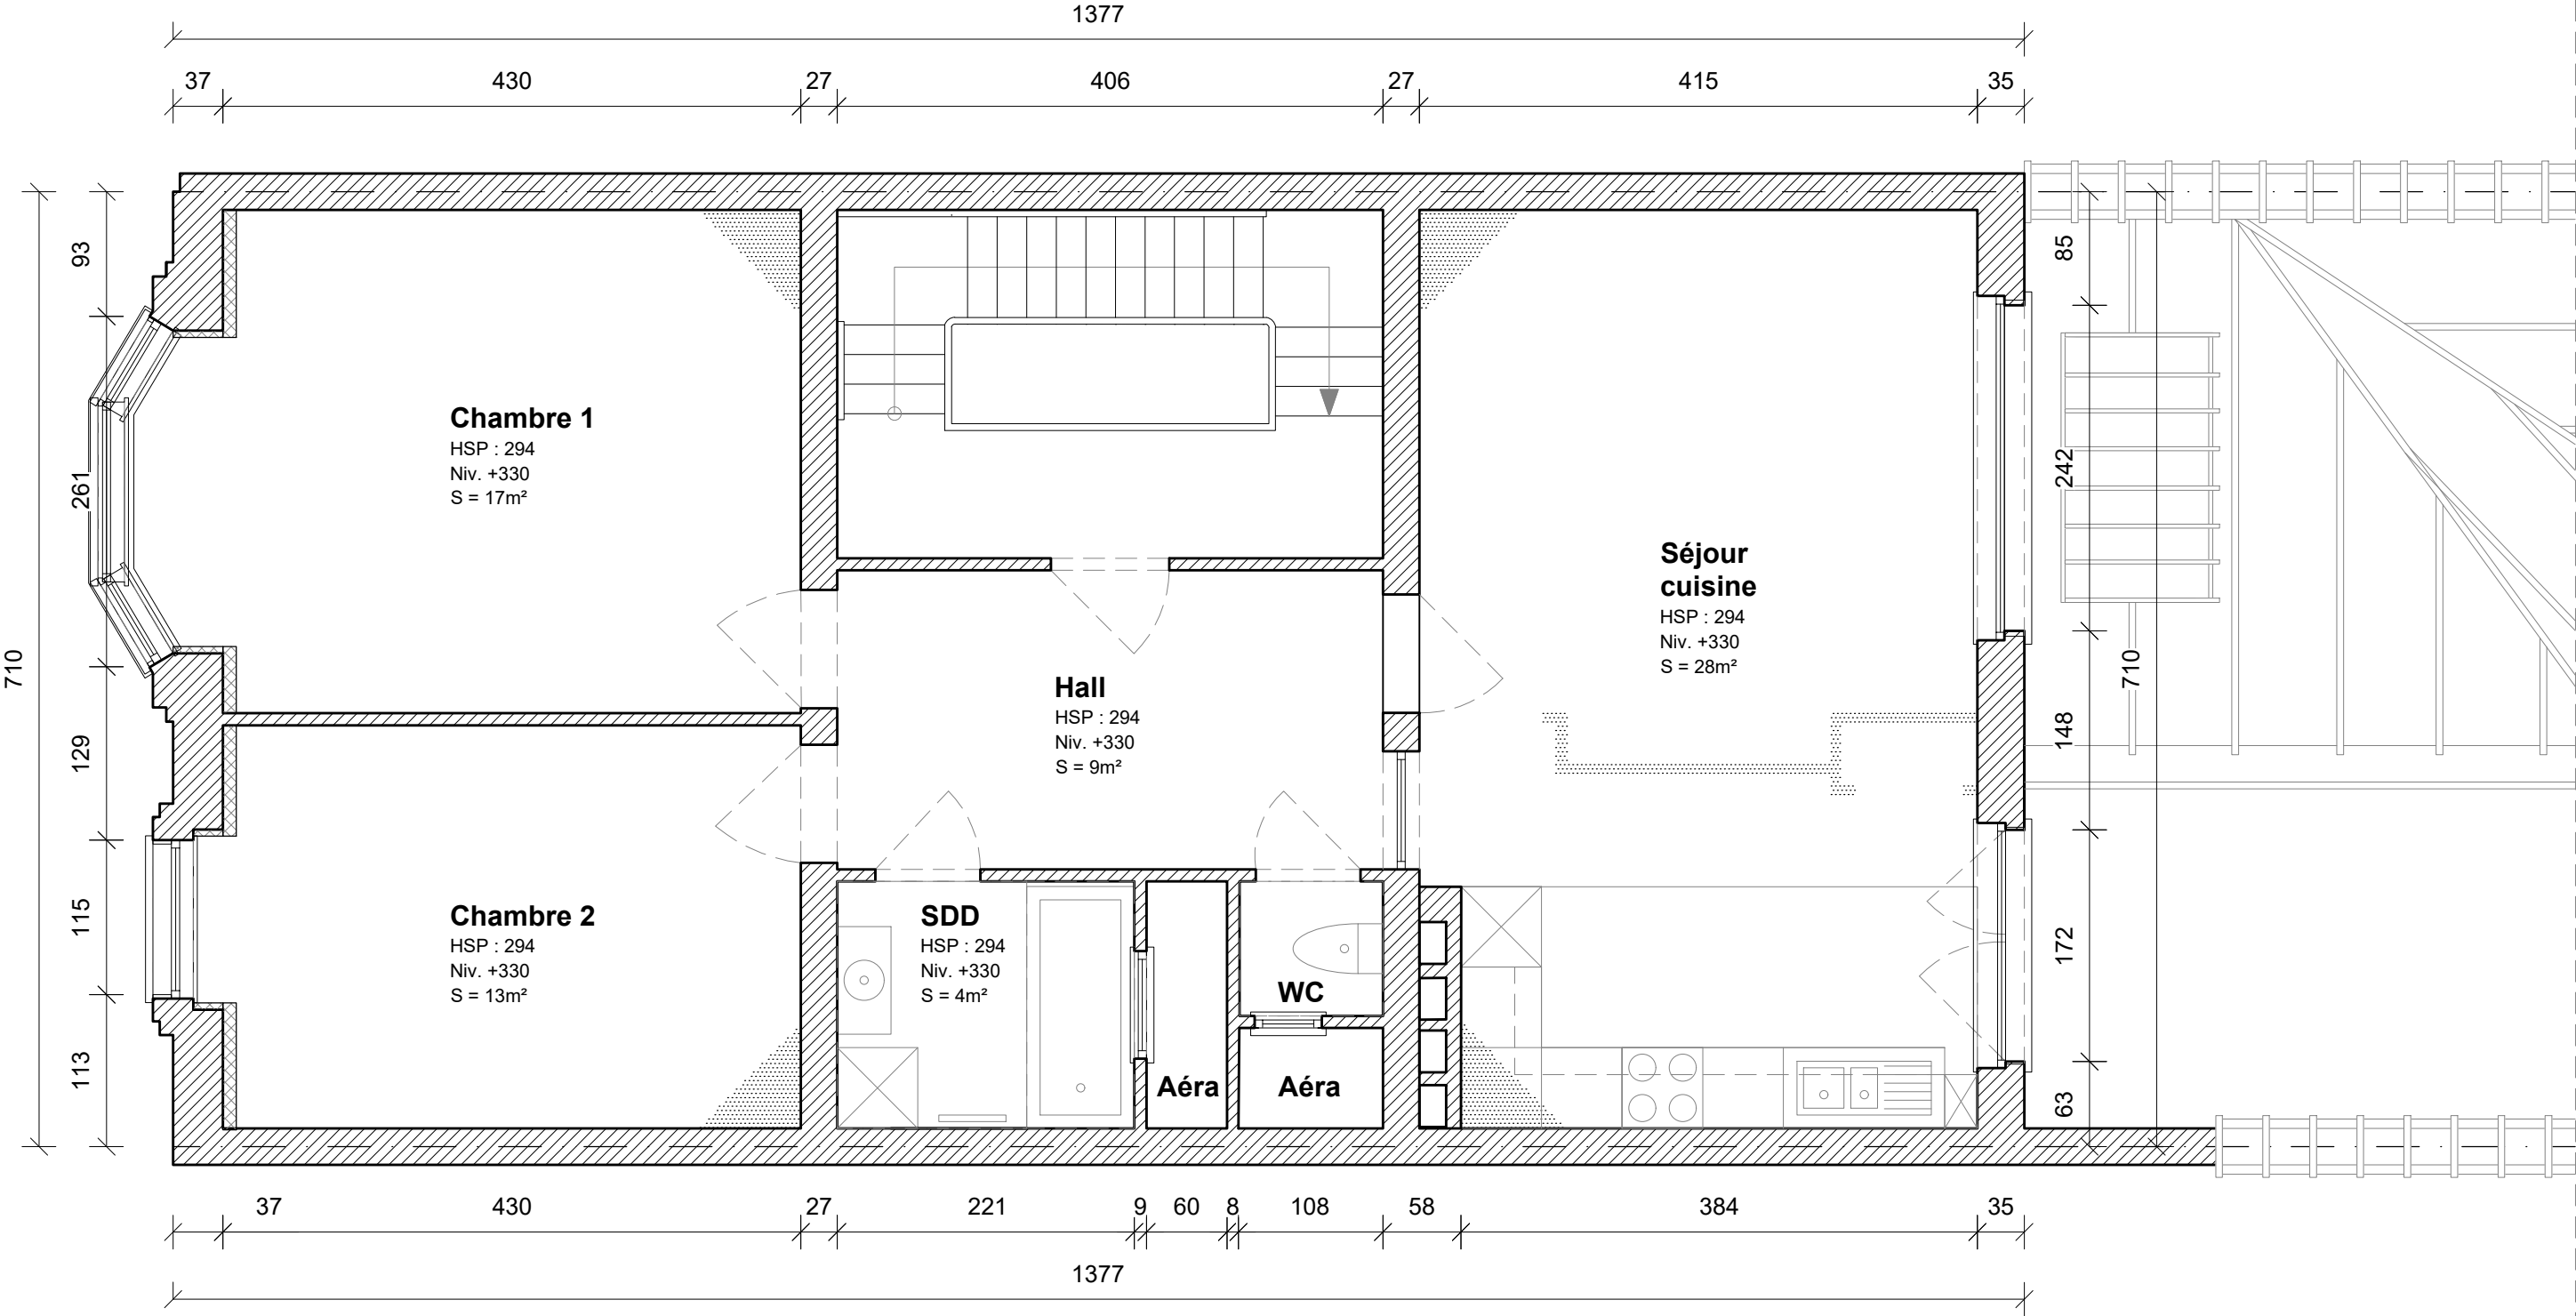 1377
37 430 27 406 27 415 35
93
85
261
242
710
710
129
148
115
172
113
63
Chambre 1
HSP : 294
Niv. +330
S = 17m²
Séjour
cuisine
HSP : 294
Niv. +330
S = 28m²
Hall
HSP : 294
Niv. +330
S = 9m²
Chambre 2
HSP : 294
Niv. +330
S = 13m²
SDD
HSP : 294
Niv. +330
S = 4m²
WC
Aéra
Aéra
37 430 27 221 9 60 8 108 58 384 35
1377